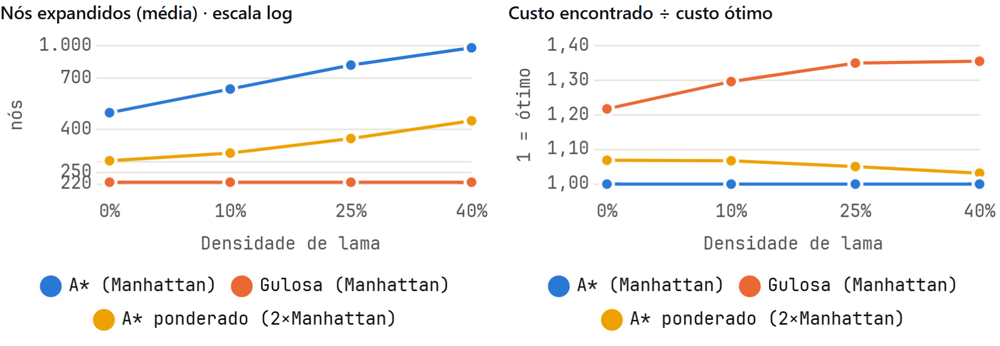 Nós expandidos (média) · escala log
1.000
700
400
250
220
nós
0% 10% 25% 40%
Densidade de lama
A* (Manhattan) Gulosa (Manhattan)
A* ponderado (2×Manhattan)
Custo encontrado ÷ custo ótimo
1,40
1,30
1,20
1,10
1,00
1 = ótimo
0% 10% 25% 40%
Densidade de lama
A* (Manhattan) Gulosa (Manhattan)
A* ponderado (2×Manhattan)